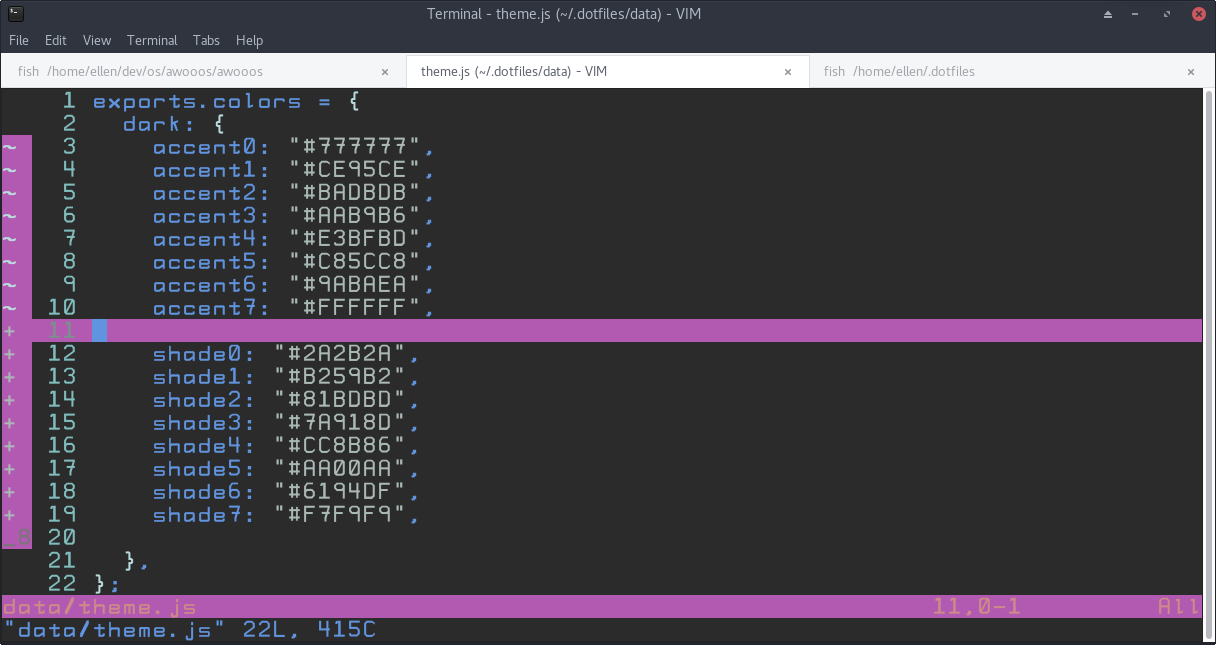 Terminal - theme.js (~/.dotfiles/data) - VIM
File Edit View Terminal Tabs Help
fish /home/ellen/dev/os/awooos/awooos × theme.js (~/.dotfiles/data) - VIM × fish /home/ellen/.dotfiles ×
1 exports.colors = {
2 dark: {
~ 3 accent0: "#777777",
~ 4 accent1: "#CE95CE",
~ 5 accent2: "#BADBDB",
~ 6 accent3: "#AAB9B6",
~ 7 accent4: "#E3BFBD",
~ 8 accent5: "#C85CC8",
~ 9 accent6: "#9ABAEA",
~ 10 accent7: "#FFFFFF",
+ 11
+ 12 shade0: "#2A2B2A",
+ 13 shade1: "#B259B2",
+ 14 shade2: "#81BDBD",
+ 15 shade3: "#7A918D",
+ 16 shade4: "#CC8B86",
+ 17 shade5: "#AA00AA",
+ 18 shade6: "#6194DF",
+ 19 shade7: "#F7F9F9",
_8 20
21 },
22 };
data/theme.js 11,0-1 All
"data/theme.js" 22L, 415C